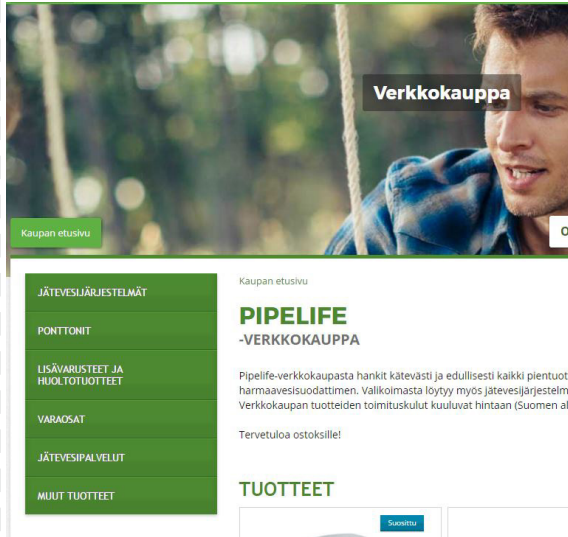 Verkkokauppa
Kaupan etusivu
O
JÄTEVESIJÄRJESTELMÄT
PONTTONIT
LISÄVARUSTEET JA
HUOLTOTUOTTEET
VARAOSAT
JÄTEVESIPALVELUT
MUUT TUOTTEET
Kaupan etusivu
PIPELIFE
-VERKKOKAUPPA
Pipelife-verkkokaupasta hankit kätevästi ja edullisesti kaikki pientuot
harmaavesisuodattimen. Valikoimasta löytyy myös jätevesijärjestelm
Verkkokaupan tuotteiden toimituskulut kuuluvat hintaan (Suomen al
Tervetuloa ostoksille!
TUOTTEET
Suosittu